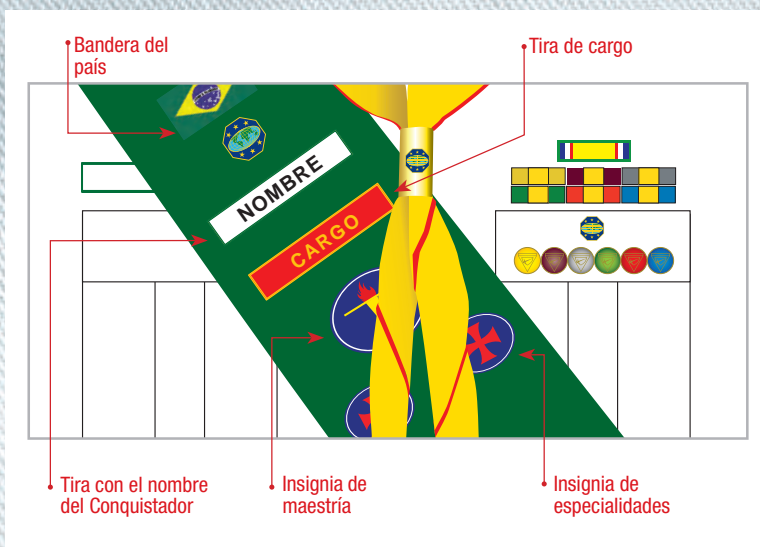 Bandera del
país
Tira de cargo
NOMBRE
CARGO
Tira con el nombre
del Conquistador
Insignia de
maestría
Insignia de
especialidades